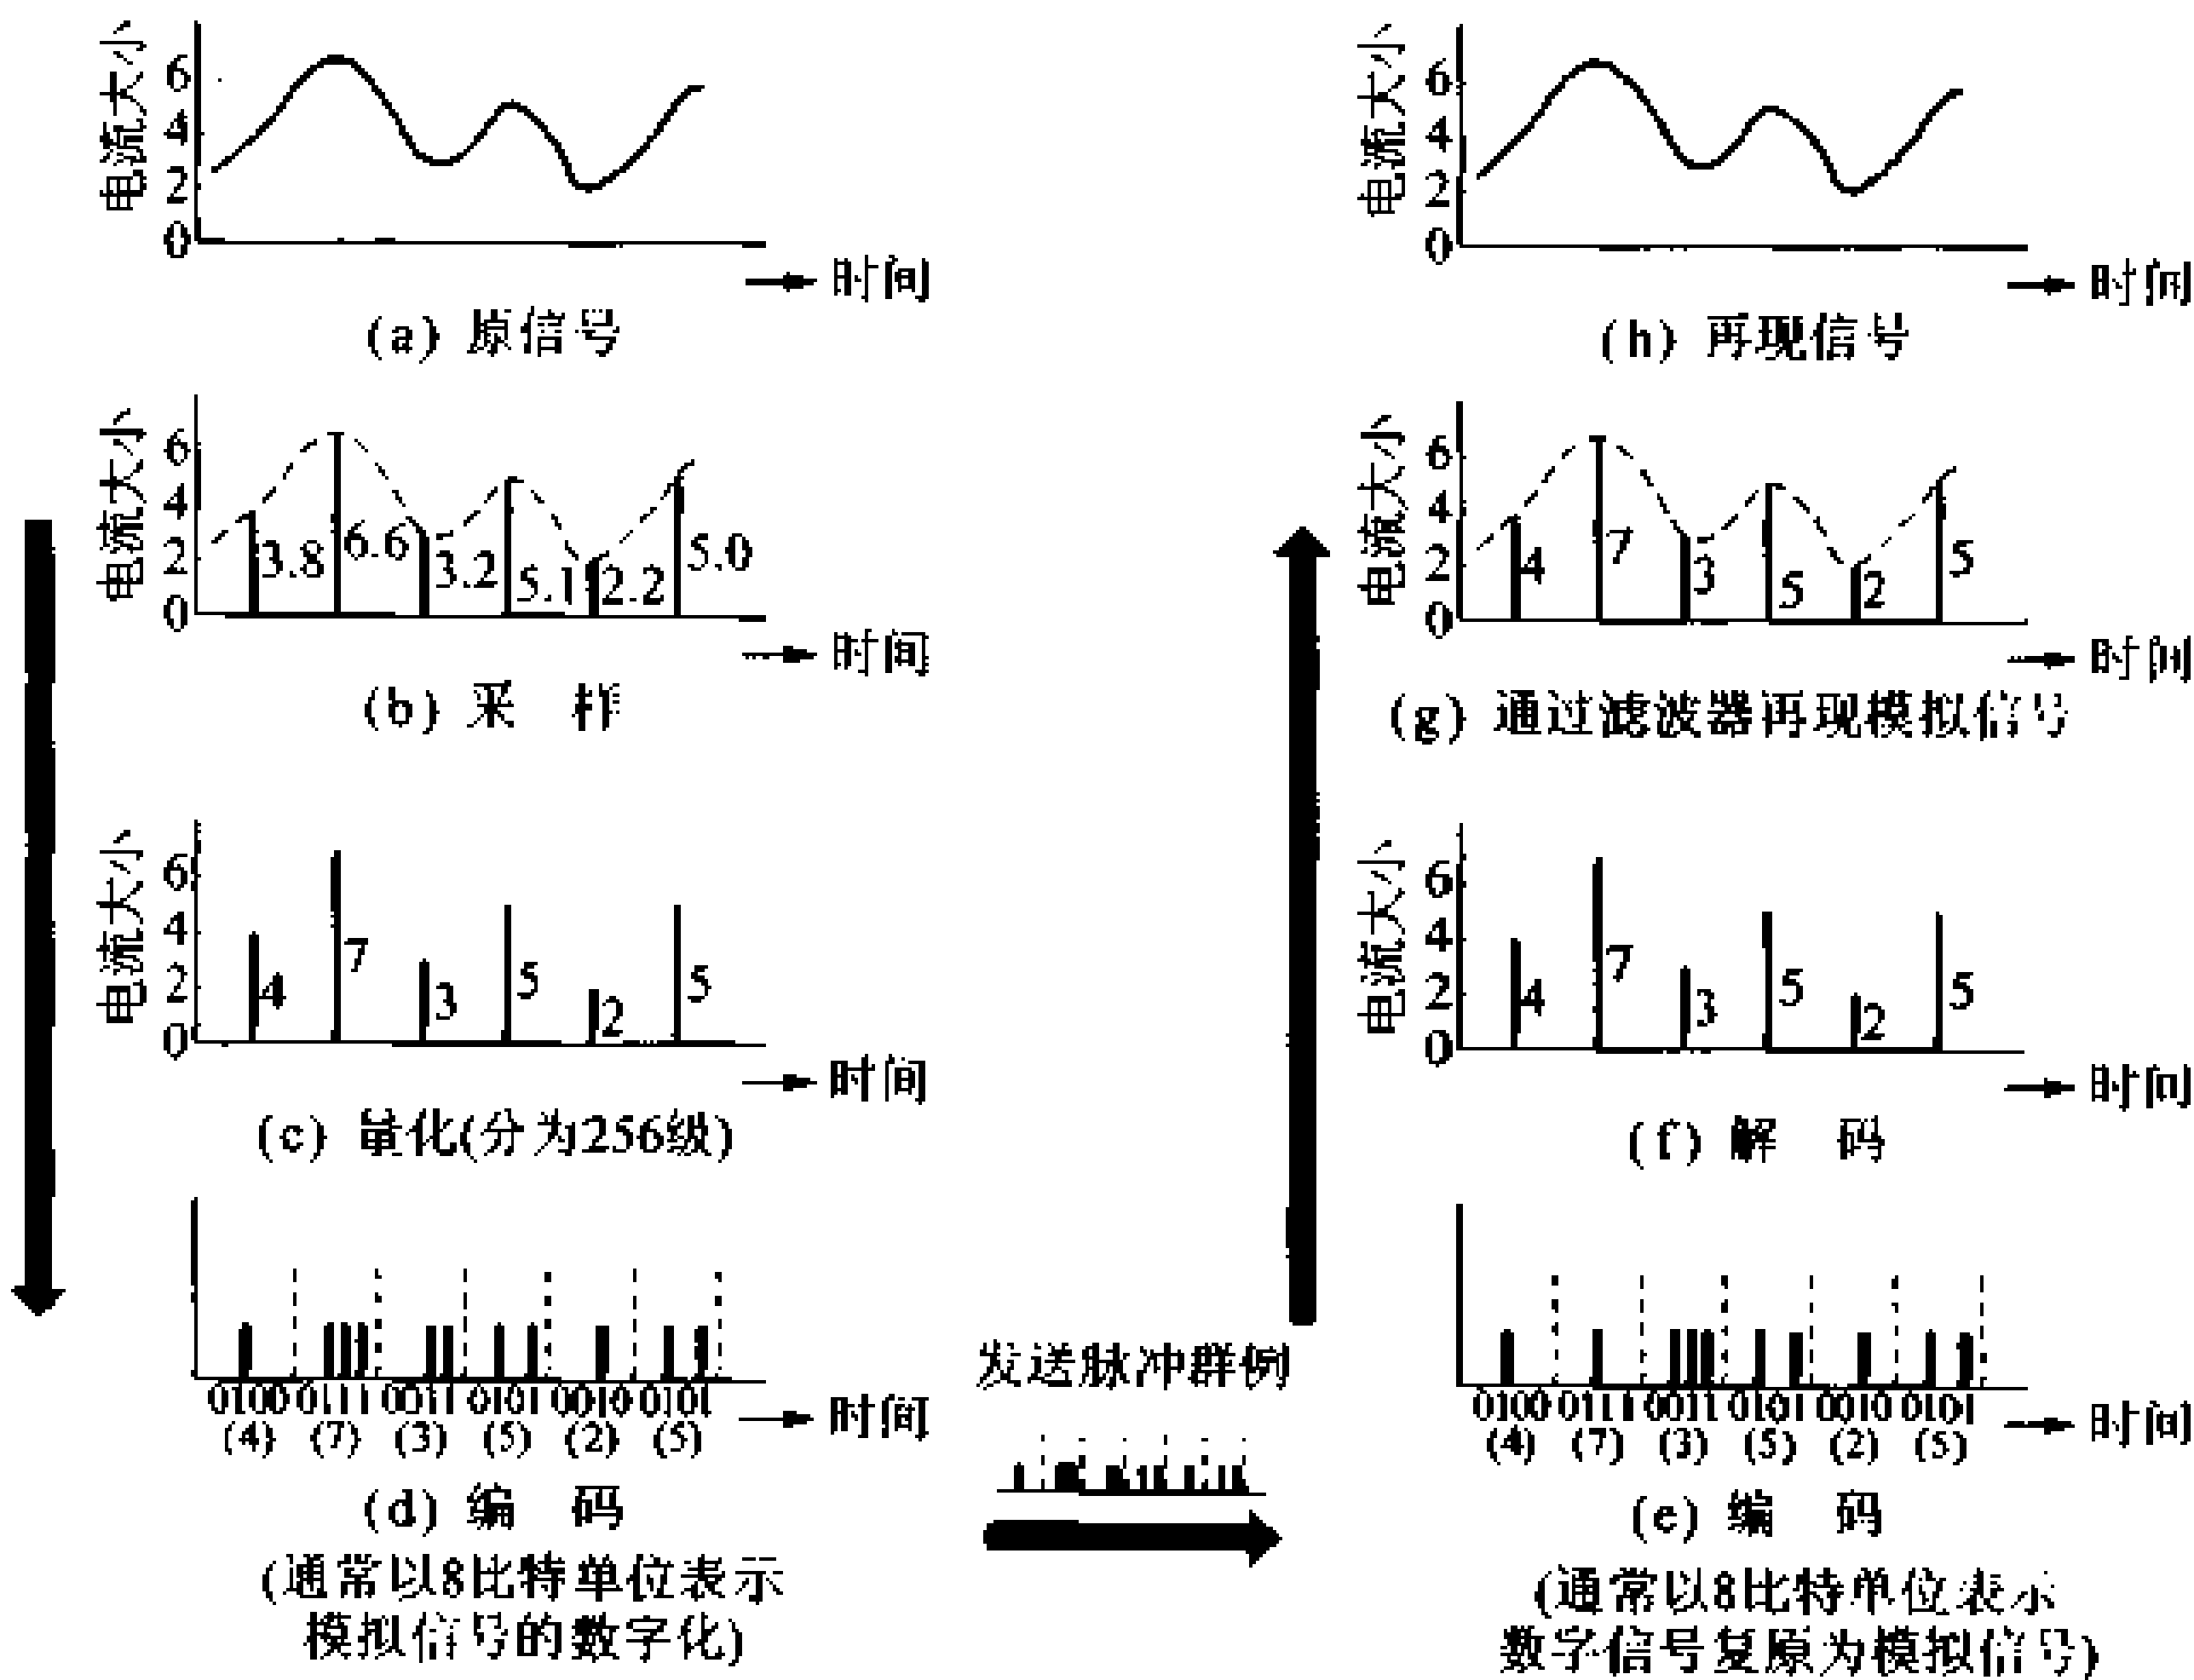 电流大小
6
4
2
0
时间
(a) 原信号
电流大小
6
4
2
0
3.8 6.6 3.2 5.1 2.2 5.0
时间
(b) 采 样
电流大小
6
4
2
0
4 7 3 5 2 5
时间
(c) 量化(分为256级)
0100 0111 0011 0101 0010 0101
(4) (7) (3) (5) (2) (5)
时间
(d) 编 码
(通常以8比特单位表示
模拟信号的数字化)
发送脉冲群例
电流大小
6
4
2
0
时间
(h) 再现信号
电流大小
6
4
2
0
4 7 3 5 2 5
时间
(g) 通过滤波器再现模拟信号
电流大小
6
4
2
0
4 7 3 5 2 5
时间
(f) 解 码
0100 0111 0011 0101 0010 0101
(4) (7) (3) (5) (2) (5)
时间
(e) 编 码
(通常以8比特单位表示
数字信号复原为模拟信号)